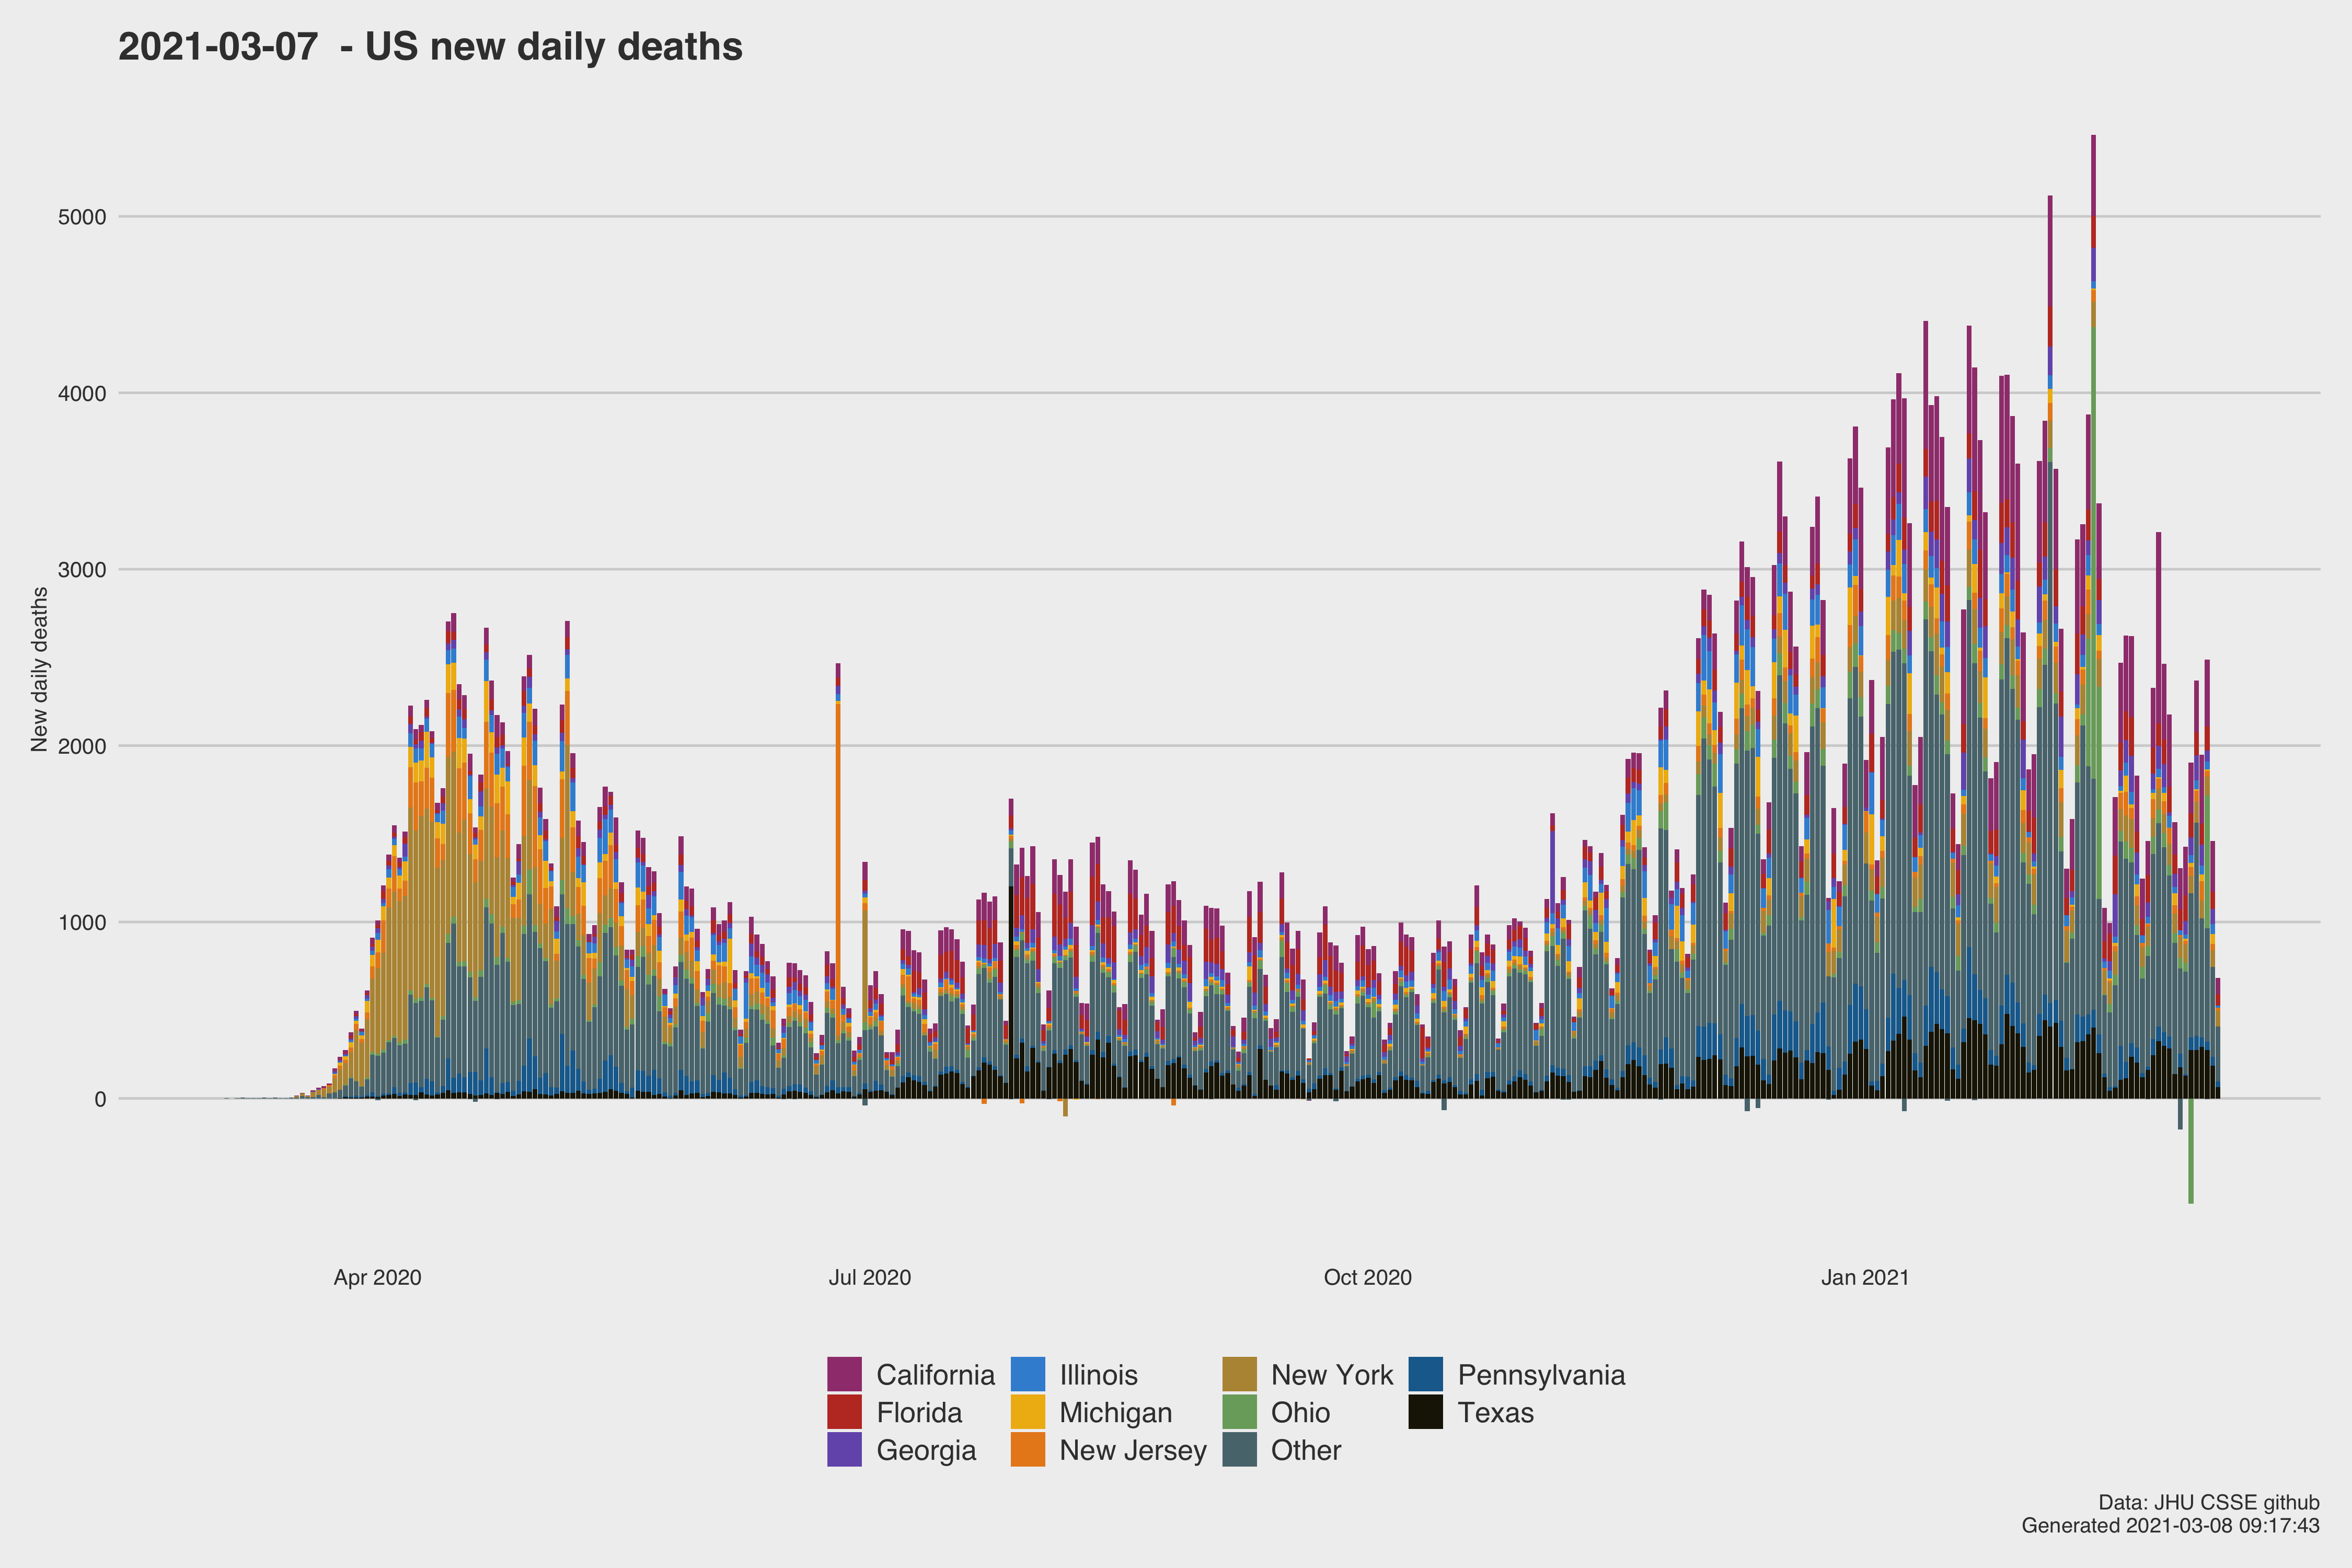 2021-03-07  - US new daily deaths
New daily deaths
5000
4000
3000
2000
1000
0
Apr 2020
Jul 2020
Oct 2020
Jan 2021
California
Florida
Georgia
Illinois
Michigan
New Jersey
New York
Ohio
Other
Pennsylvania
Texas
Data: JHU CSSE github
Generated 2021-03-08 09:17:43